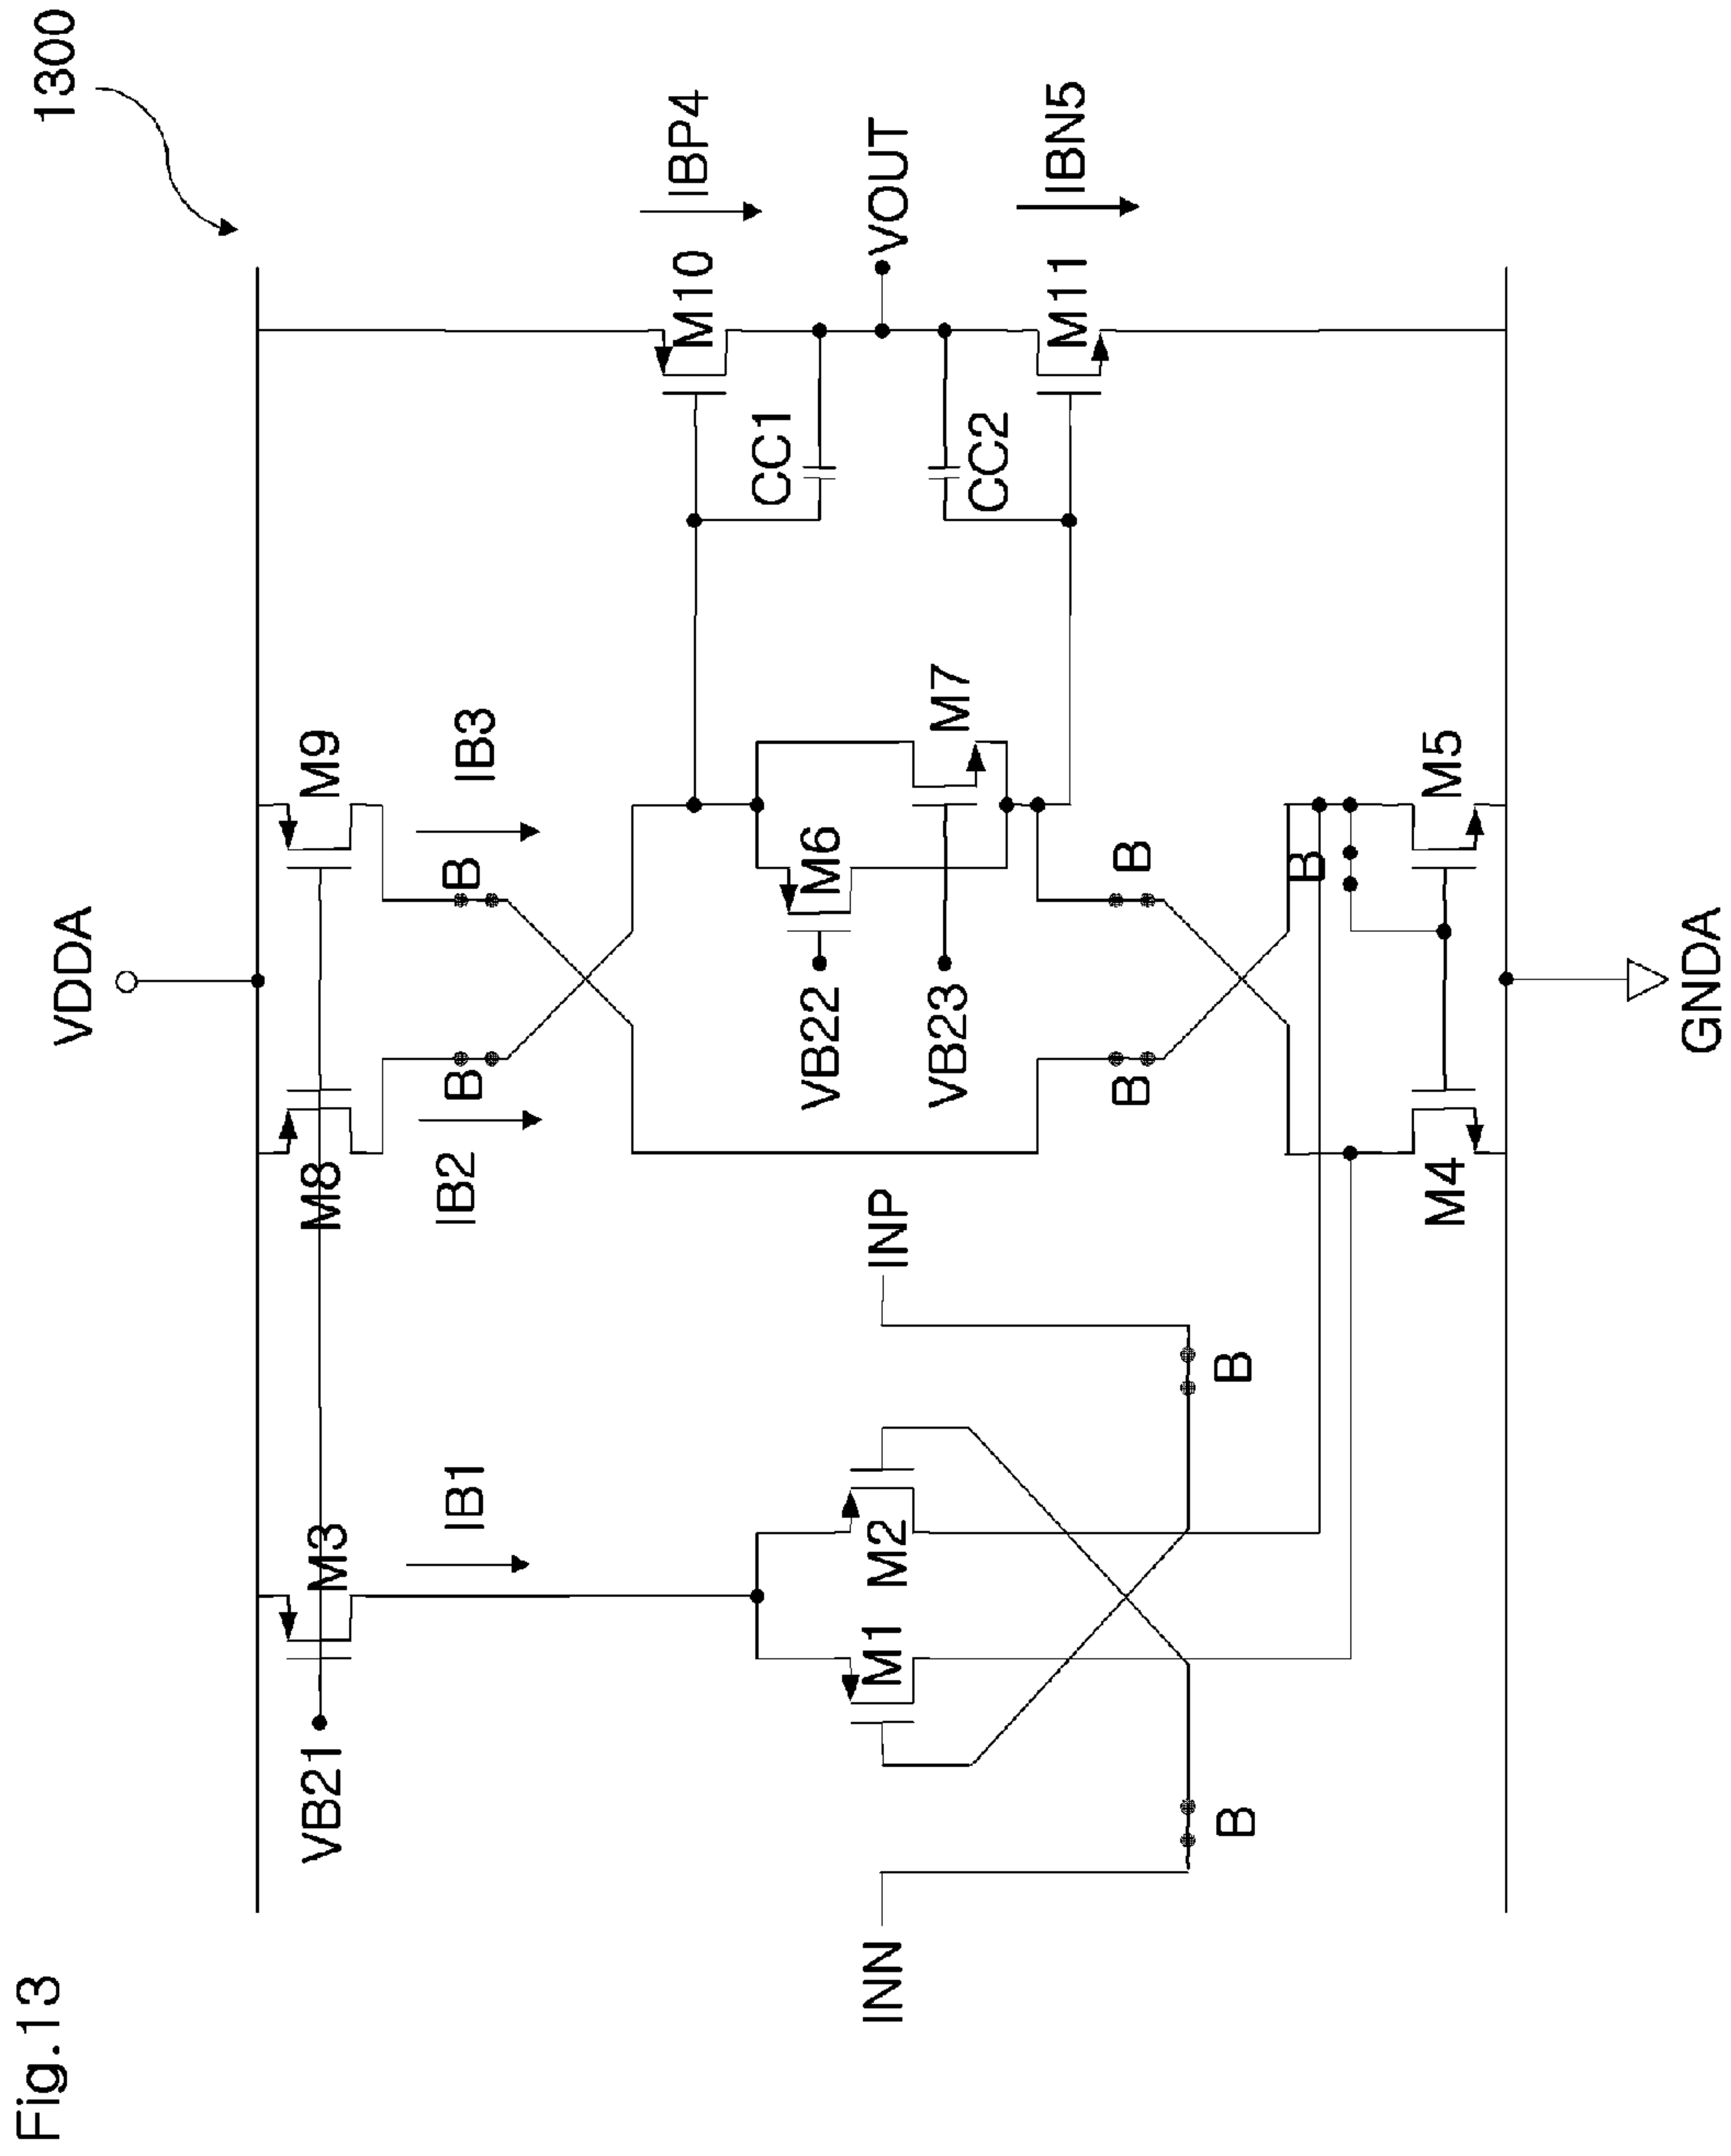 Fig.13
1300
VDDA
VB21
M3
M8
M9
IB1
IB2
B
B
IB3
M10
IBP4
CC1
VB22
M6
INN
M1
M2
INP
VOUT
VB23
M7
CC2
M11
IBN5
B
B
B
B
B
M4
M5
GNDA